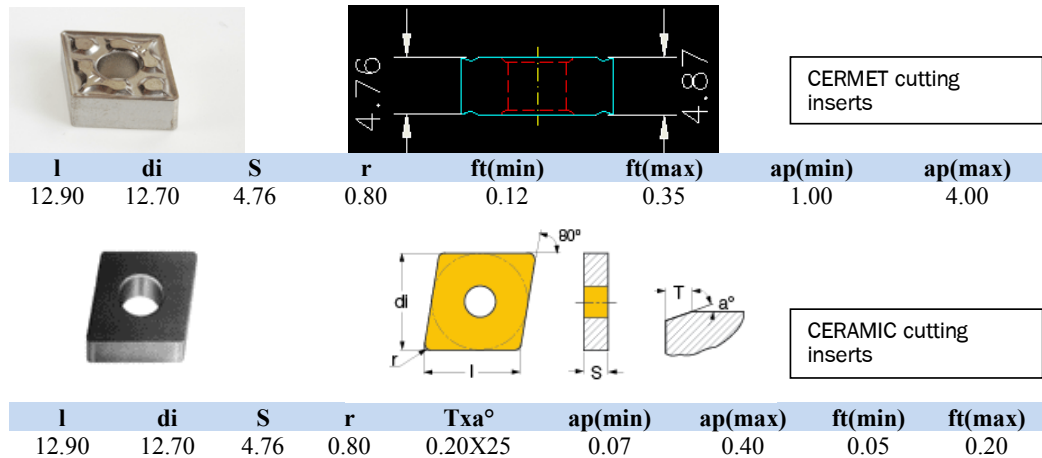 4.76
4.87
CERMET cutting
inserts
l di S r ft(min) ft(max) ap(min) ap(max)
12.90 12.70 4.76 0.80 0.12 0.35 1.00 4.00
80º
di
r
l
S
T
aº
CERAMIC cutting
inserts
l di S r Txa° ap(min) ap(max) ft(min) ft(max)
12.90 12.70 4.76 0.80 0.20X25 0.07 0.40 0.05 0.20